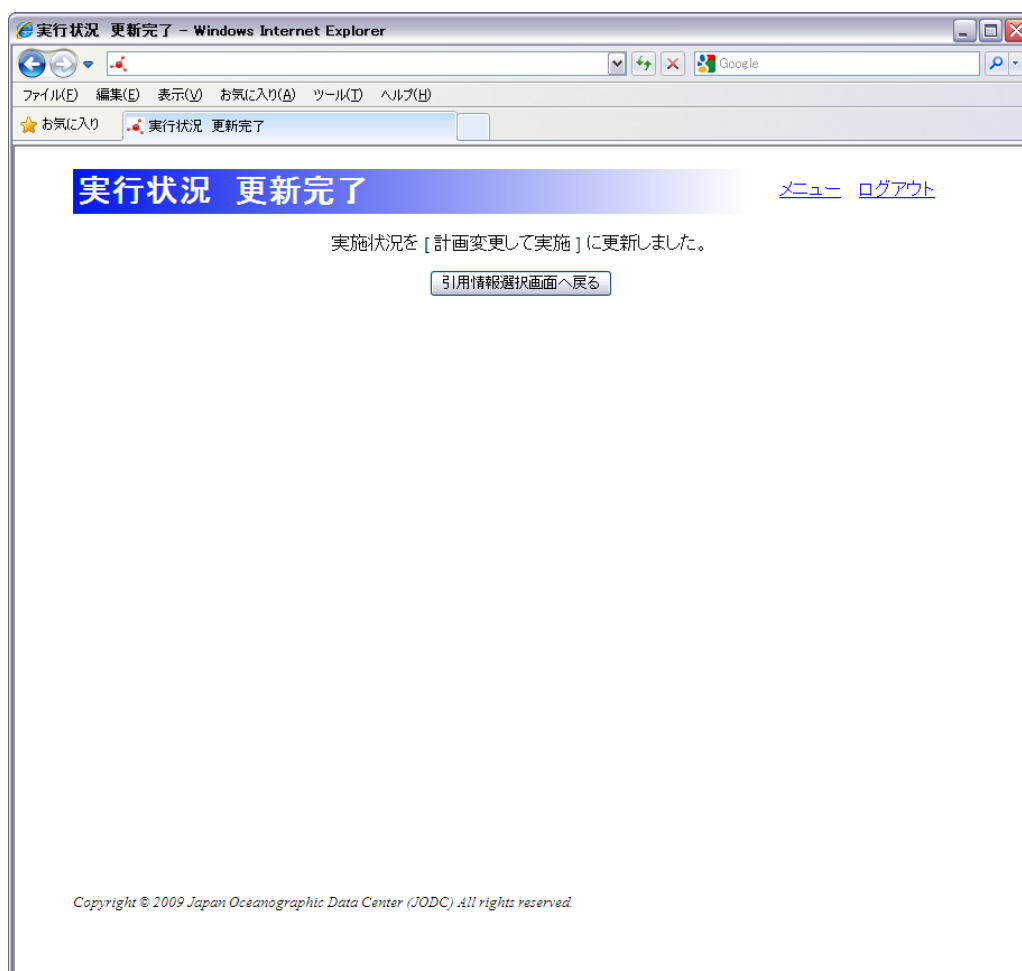 実行状況 更新完了 - Windows Internet Explorer
Google
ファイル(F) 編集(E) 表示(V) お気に入り(A) ツール(T) ヘルプ(H)
お気に入り 実行状況 更新完了
実行状況 更新完了 メニュー ログアウト
実施状況を [ 計画変更して実施 ] に更新しました。
引用情報選択画面へ戻る
Copyright © 2009 Japan Oceanographic Data Center (JODC) All rights reserved.